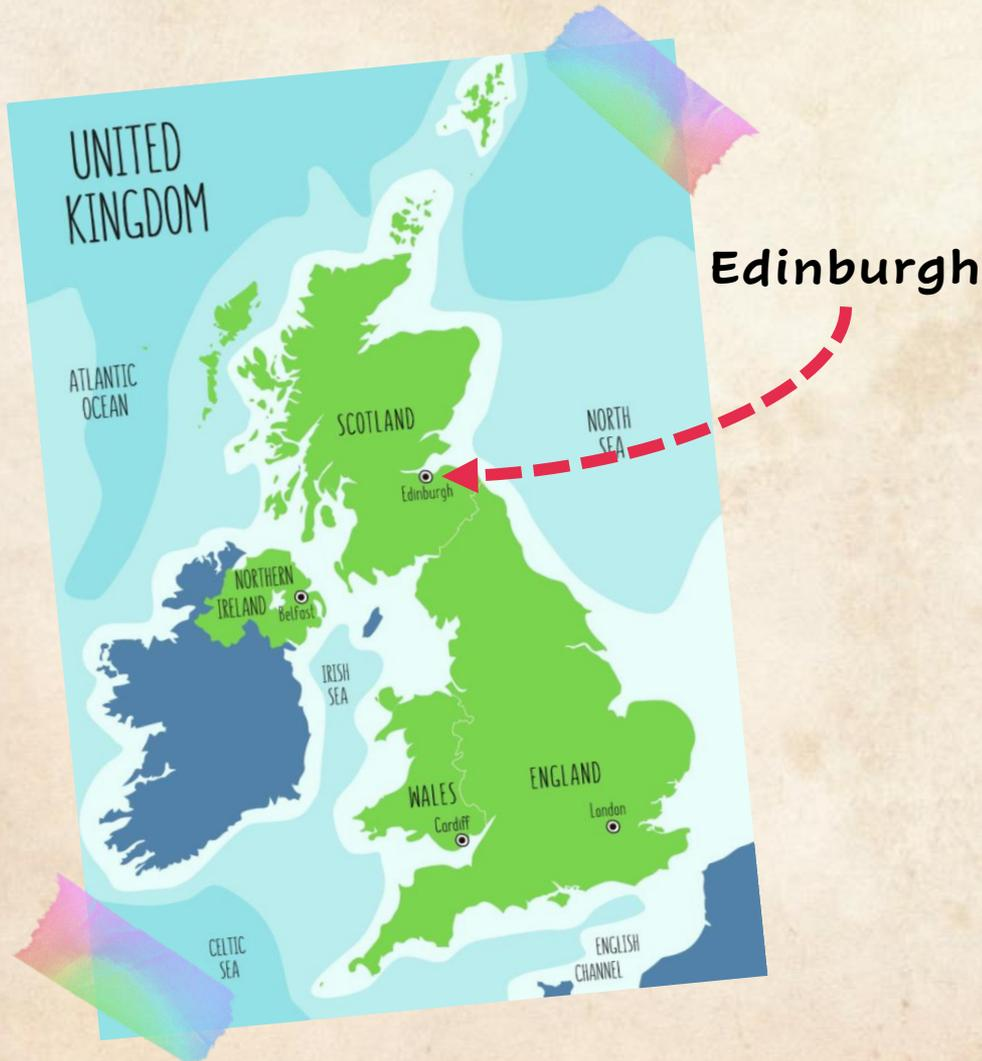 UNITED
KINGDOM
Edinburgh
ATLANTIC
OCEAN
SCOTLAND
NORTH
SEA
Edinburgh
NORTHERN
IRELAND
Belfast
IRISH
SEA
ENGLAND
WALES
London
Cardiff
CELTIC
SEA
ENGLISH
CHANNEL